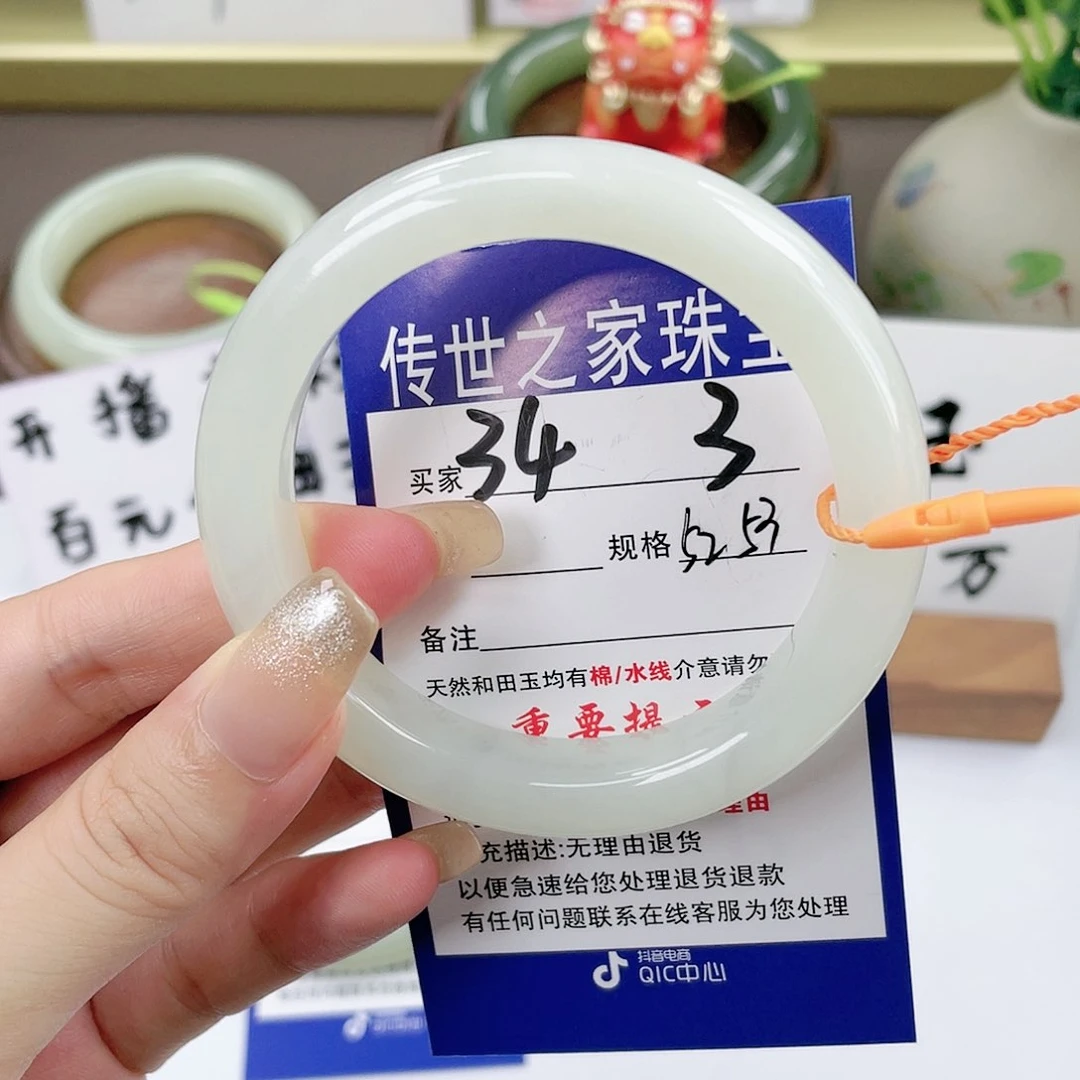 传世之家珠
买家 34 3
规格 52 53
备注
天然和田玉均有棉/水线介意请勿
重要提
理由
充描述:无理由退货
以便急速给您处理退货退款
有任何问题联系在线客服为您处理
抖音电商
QIC中心
开播
百元
万